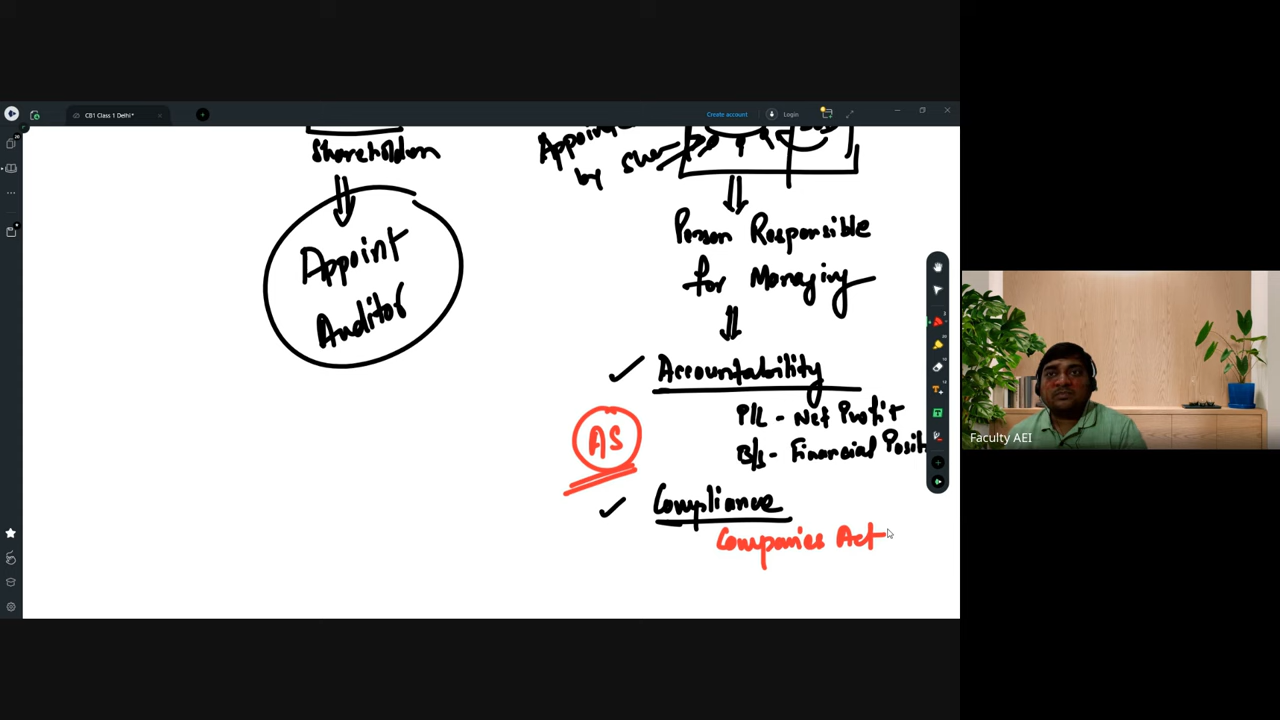 CB1 Class 1 Delhi*
Create account
Login
Shareholders
Appoint
Auditor
by
Person Responsible
for Managing
Accountability
P/L - Net Profit
B/S - Financial Posit
AS
Compliance
Companies Act
Faculty AEI